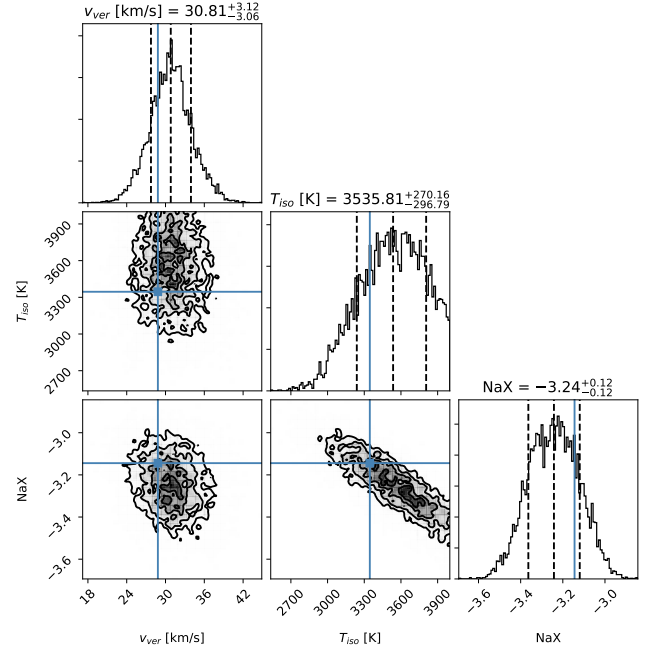 v_ver [km/s] = 30.81^{+3.12}_{−3.06}
T_iso [K] = 3535.81^{+270.16}_{−296.79}
NaX = −3.24^{+0.12}_{−0.12}
3900
3600
3300
3000
2700
T_iso [K]
−3.0
−3.2
−3.4
−3.6
NaX
18 24 30 36 42
v_ver [km/s]
2700 3000 3300 3600 3900
T_iso [K]
−3.6 −3.4 −3.2 −3.0
NaX